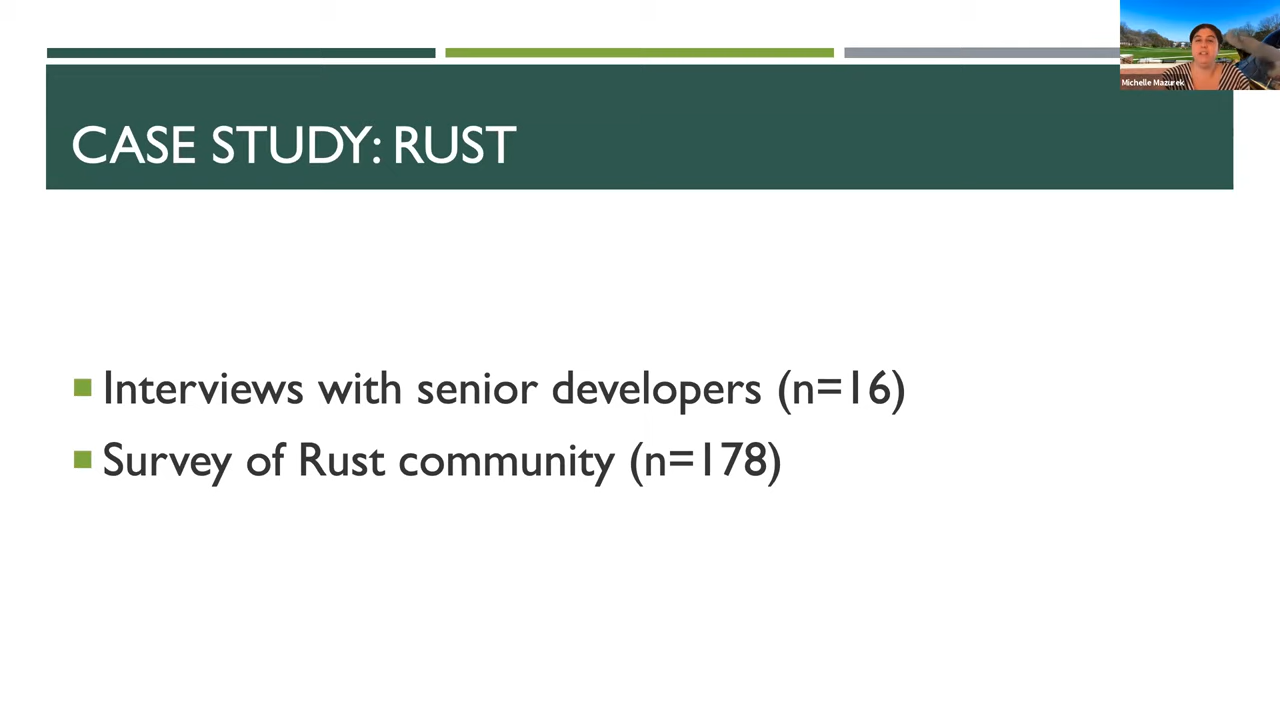 Michelle Mazurek
CASE STUDY: RUST
Interviews with senior developers (n=16)
Survey of Rust community (n=178)